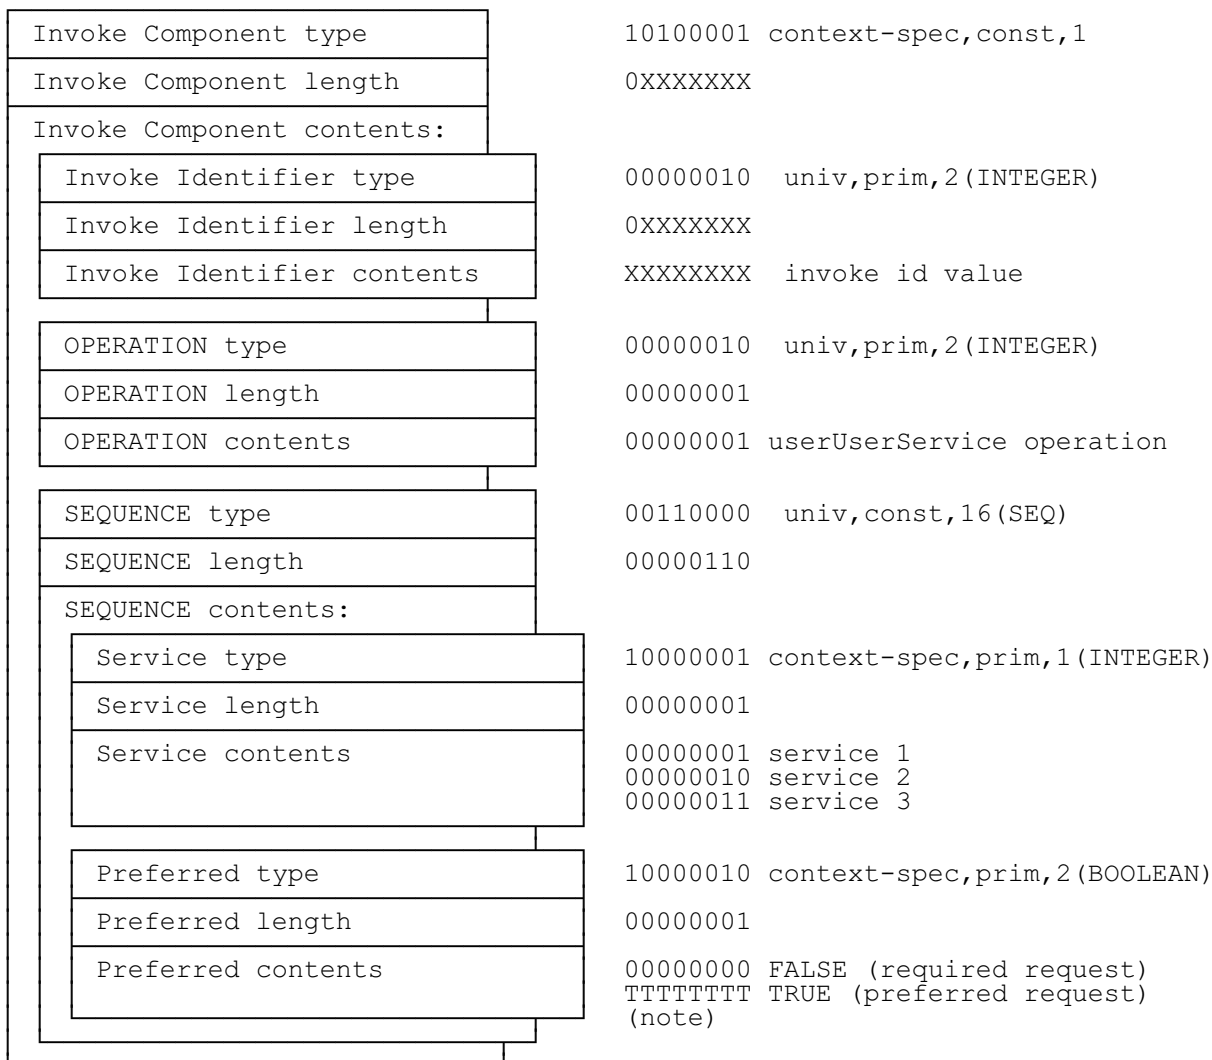 Invoke Component type 10100001 context-spec,const,1
Invoke Component length 0XXXXXXX
Invoke Component contents:
Invoke Identifier type 00000010 univ,prim,2(INTEGER)
Invoke Identifier length 0XXXXXXX
Invoke Identifier contents XXXXXXXX invoke id value
OPERATION type 00000010 univ,prim,2(INTEGER)
OPERATION length 00000001
OPERATION contents 00000001 userUserService operation
SEQUENCE type 00110000 univ,const,16(SEQ)
SEQUENCE length 00000110
SEQUENCE contents:
Service type 10000001 context-spec,prim,1(INTEGER)
Service length 00000001
Service contents 00000001 service 1
00000010 service 2
00000011 service 3
Preferred type 10000010 context-spec,prim,2(BOOLEAN)
Preferred length 00000001
Preferred contents 00000000 FALSE (required request)
TTTTTTTT TRUE (preferred request)
(note)